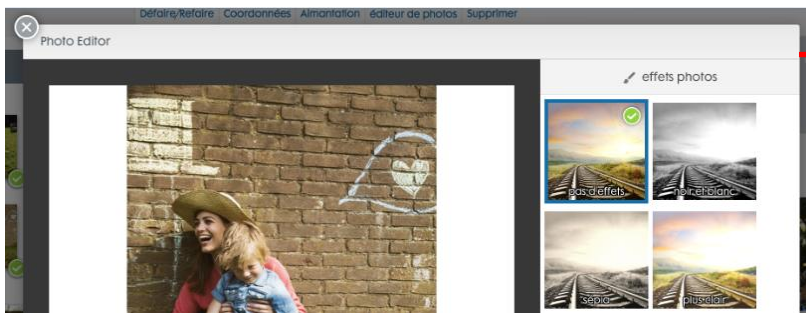 Défaire/Refaire Coordonnées Aimantation éditeur de photos Supprimer
Photo Editor
effets photos
pas d'effets
noir et blanc
sépia
plus clair